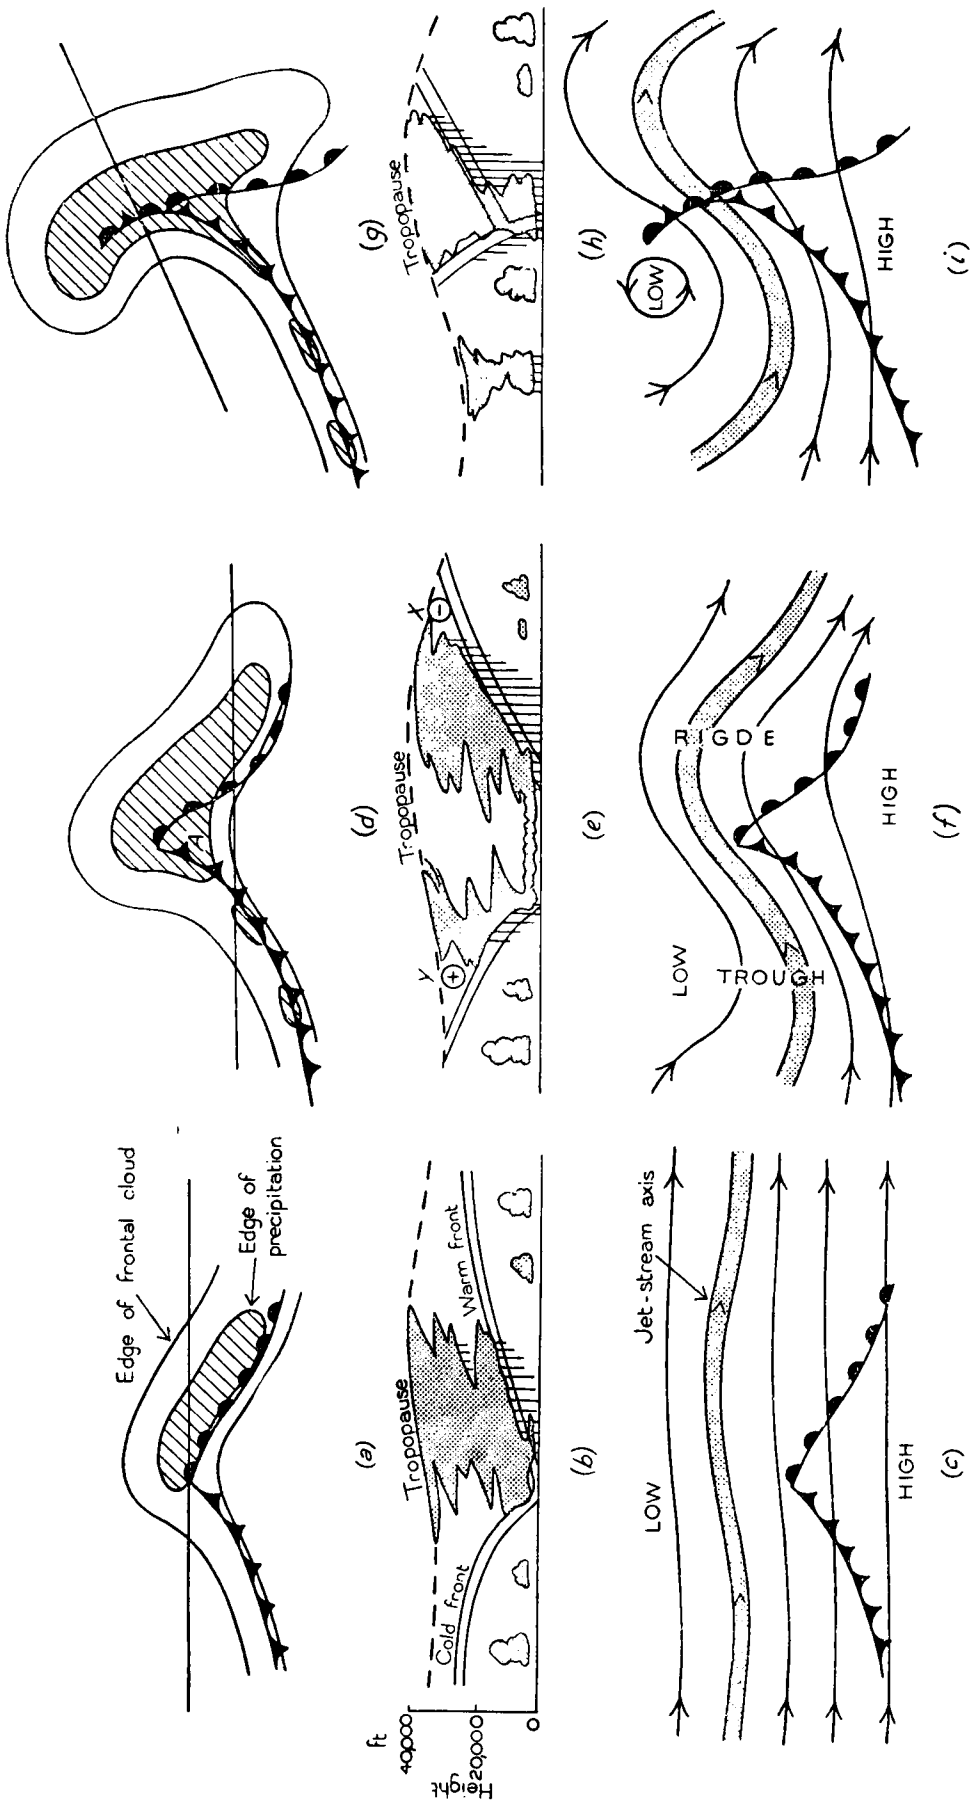 Edge of frontal cloud
Edge of
precipitation
A
(a)
(d)
(g)
ft
40,000
20,000
0
Height
Tropopause
Cold front
Warm front
Tropopause
Y
+
X
−
Tropopause
(b)
(e)
(h)
LOW
Jet-stream axis
HIGH
LOW
TROUGH
RIGDE
HIGH
LOW
HIGH
(c)
(f)
(i)